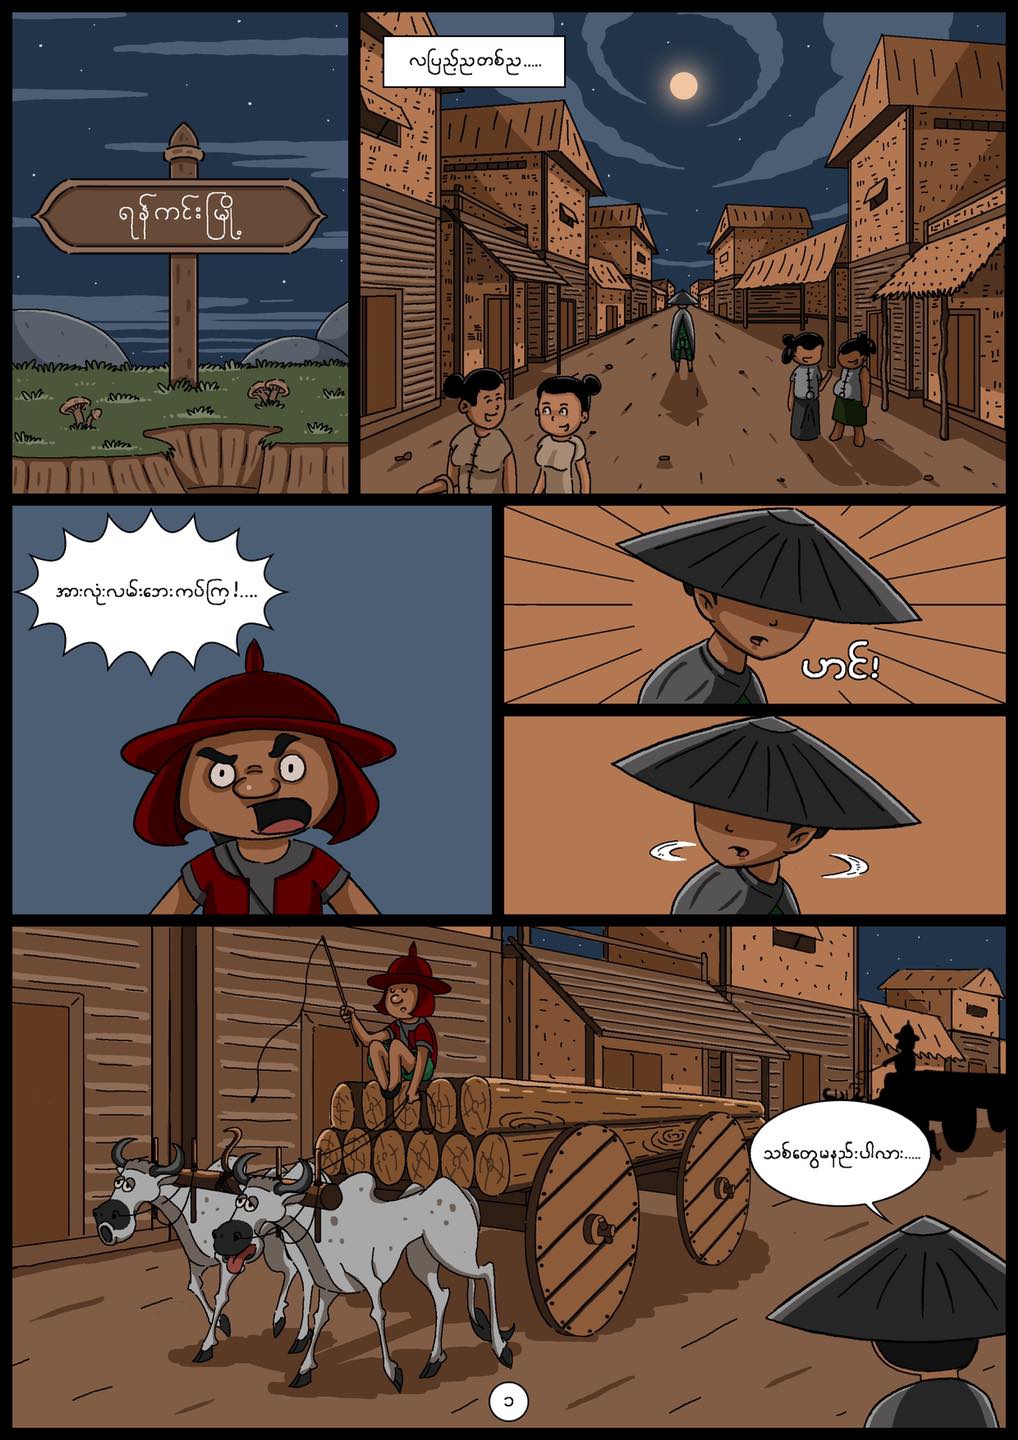 ရန်ကင်းမြို့
လပြည့်ညတစ်ည.....
အားလုံးလမ်းဘေးကပ်ကြ!....
ဟင်!
သစ်တွေမနည်းပါလား.....
၁